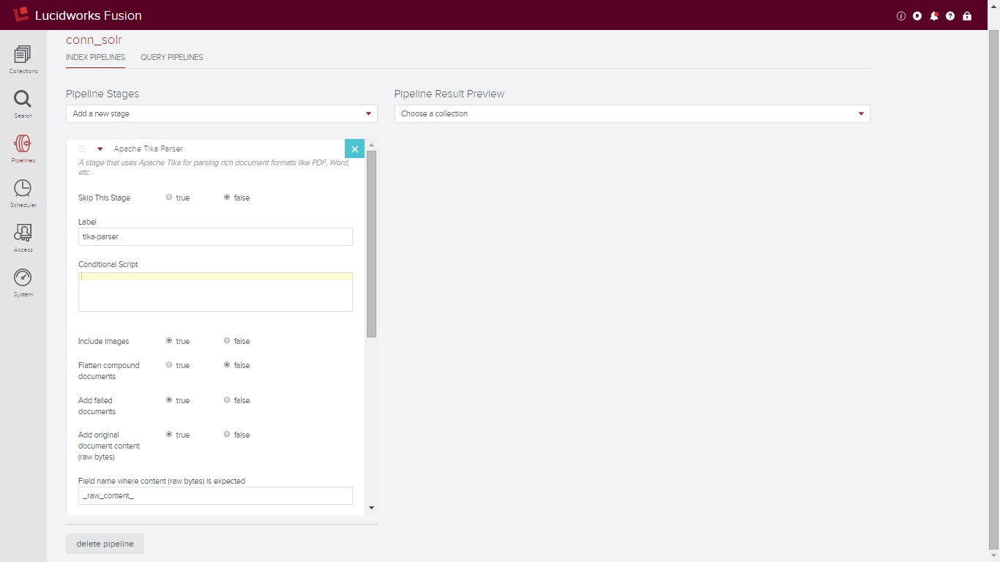 Lucidworks Fusion
conn_solr
INDEX PIPELINES
QUERY PIPELINES
Collections
Search
Pipelines
Scheduler
Access
System
Pipeline Stages
Add a new stage
Apache Tika Parser
A stage that uses Apache Tika for parsing rich document formats like PDF, Word,
etc.
Skip This Stage
true
false
Label
tika-parser
Conditional Script
Include images
true
false
Flatten compound
documents
true
false
Add failed
documents
true
false
Add original
document content
(raw bytes)
true
false
Field name where content (raw bytes) is expected
_raw_content_
delete pipeline
Pipeline Result Preview
Choose a collection